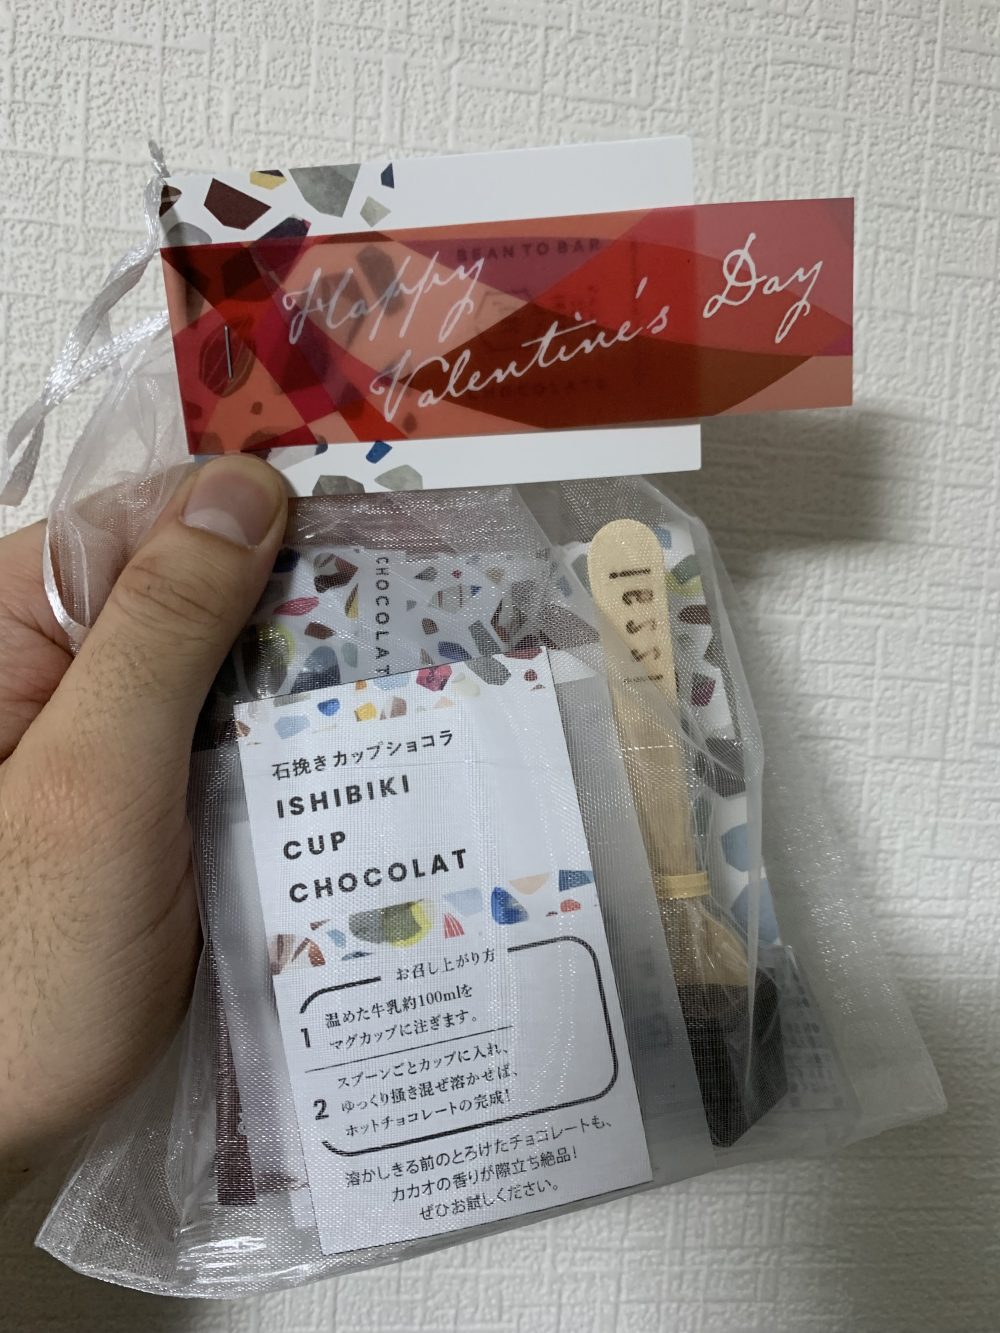 BEAN TO BAR
Happy
Valentine's Day
CHOCOLATE
CHOCOLAT
石挽きカップショコラ
ISHIBIKI
CUP
CHOCOLAT
お召し上がり方
1 温めた牛乳約100mlを
マグカップに注ぎます。
2 スプーンごとカップに入れ、
ゆっくり掻き混ぜ溶かせば、
ホットチョコレートの完成!
溶かしきる前のとろけたチョコレートも、
カカオの香りが際立ち絶品!
ぜひお試しください。